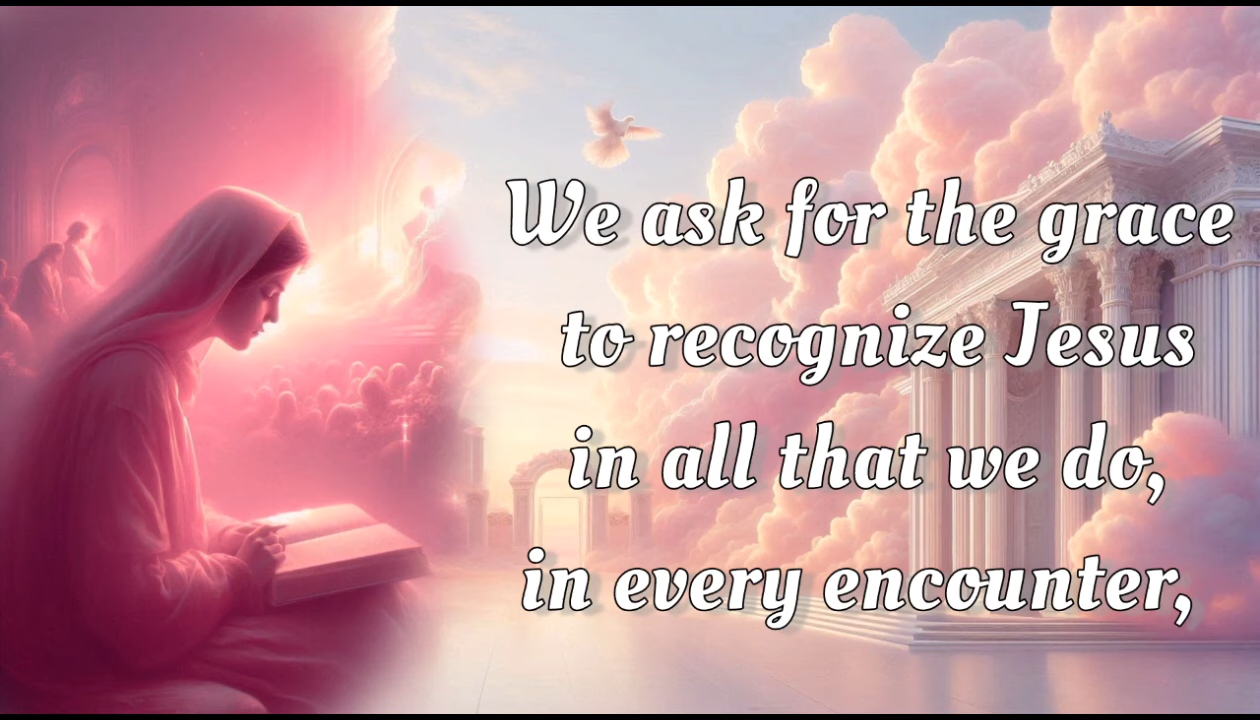 We ask for the grace
to recognize Jesus
in all that we do,
in every encounter,